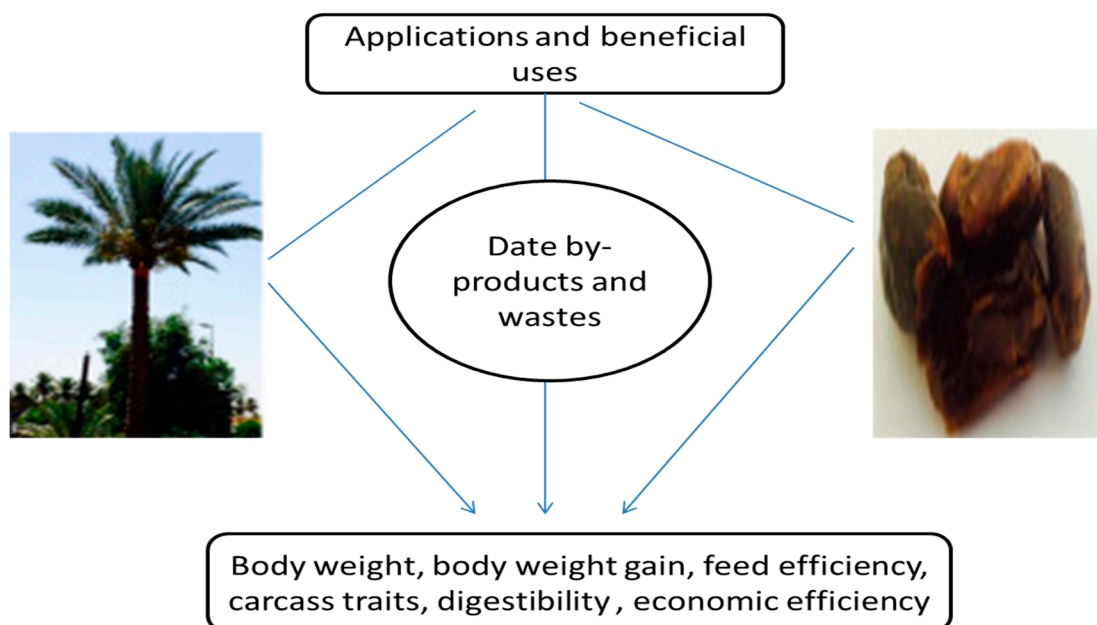 Applications and beneficial
uses
Date by-
products and
wastes
Body weight, body weight gain, feed efficiency,
carcass traits, digestibility , economic efficiency